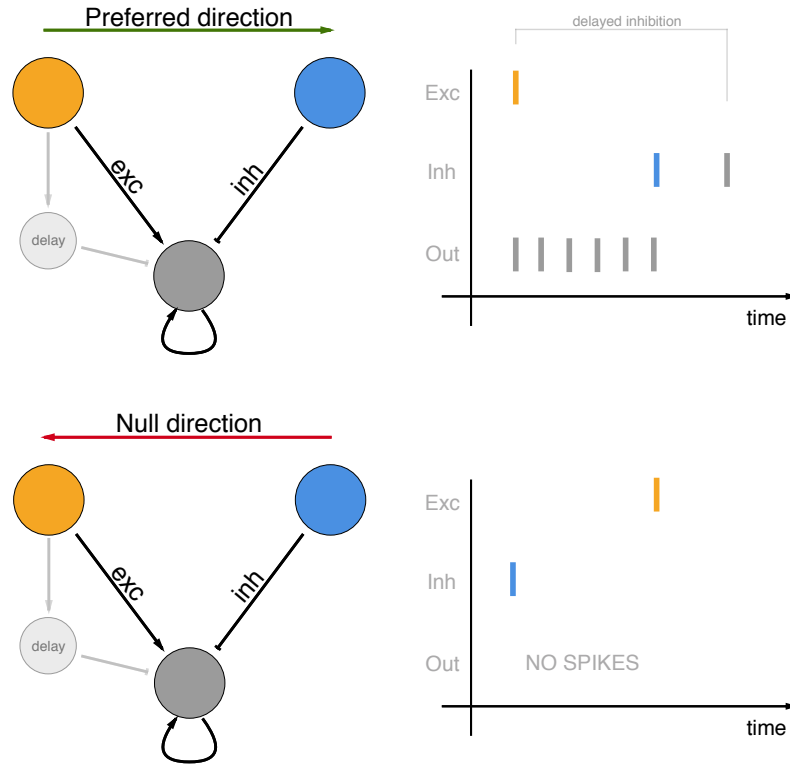 Preferred direction
delayed inhibition
Exc
exc
inh
Inh
delay
Out
time
Null direction
Exc
exc
inh
Inh
delay
Out
NO SPIKES
time